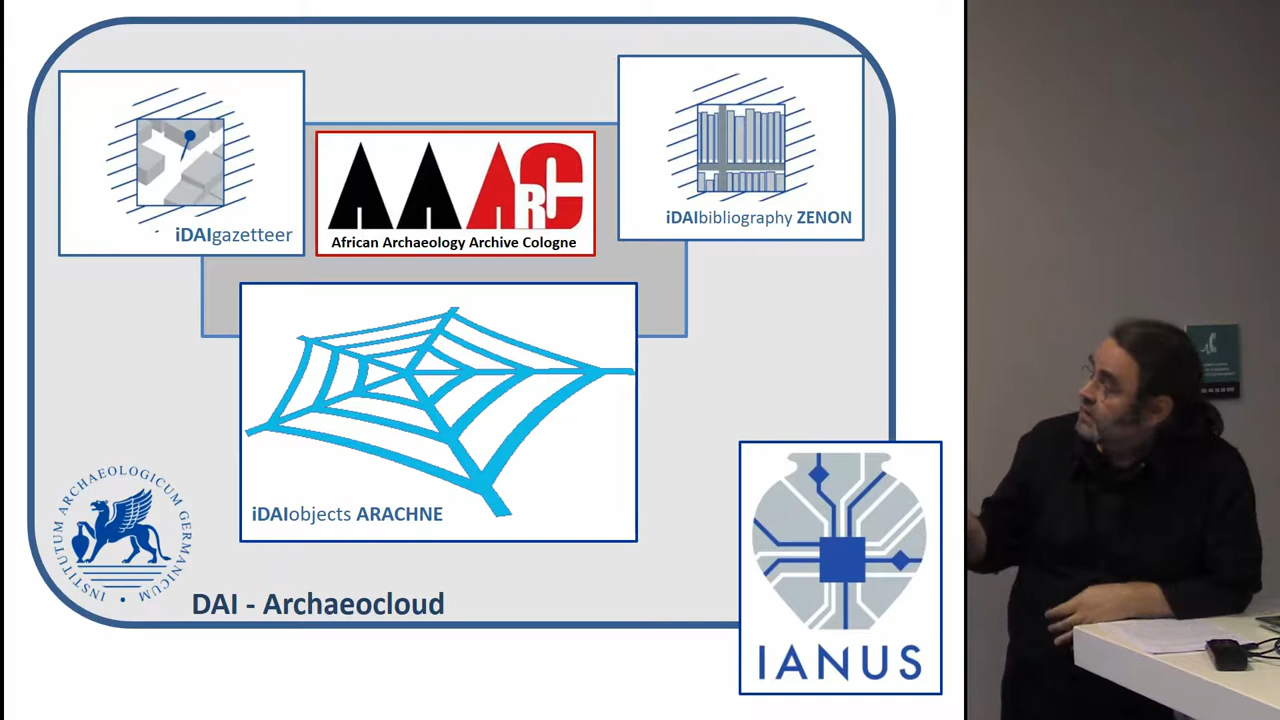 iDAIgazetteer
AAArC
African Archaeology Archive Cologne
iDAIbibliography ZENON
iDAIobjects ARACHNE
INSTITUTUM ARCHAEOLOGICUM GERMANICUM
DAI - Archaeocloud
IANUS